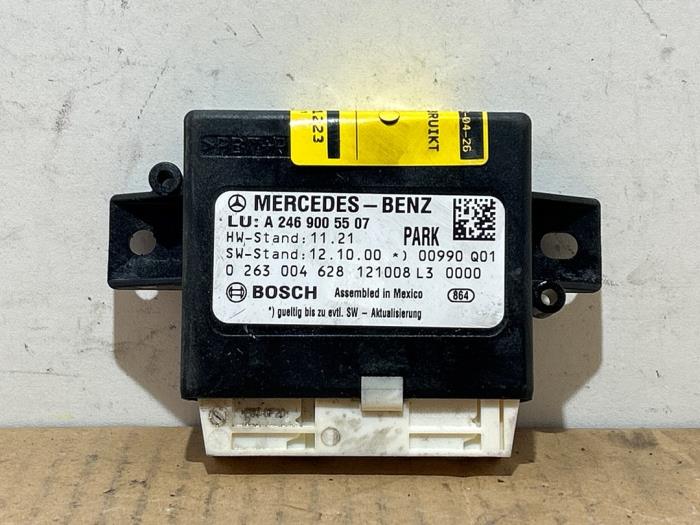 1223
BRUIKT
-04-26
MERCEDES-BENZ
LU: A 246 900 55 07
HW-Stand: 11.21 PARK
SW-Stand: 12.10.00 *) 00990 Q01
0 263 004 628 121008 L3 0000
BOSCH Assembled in Mexico 864
*) gueltig bis zu evtl. SW - Aktualisierung